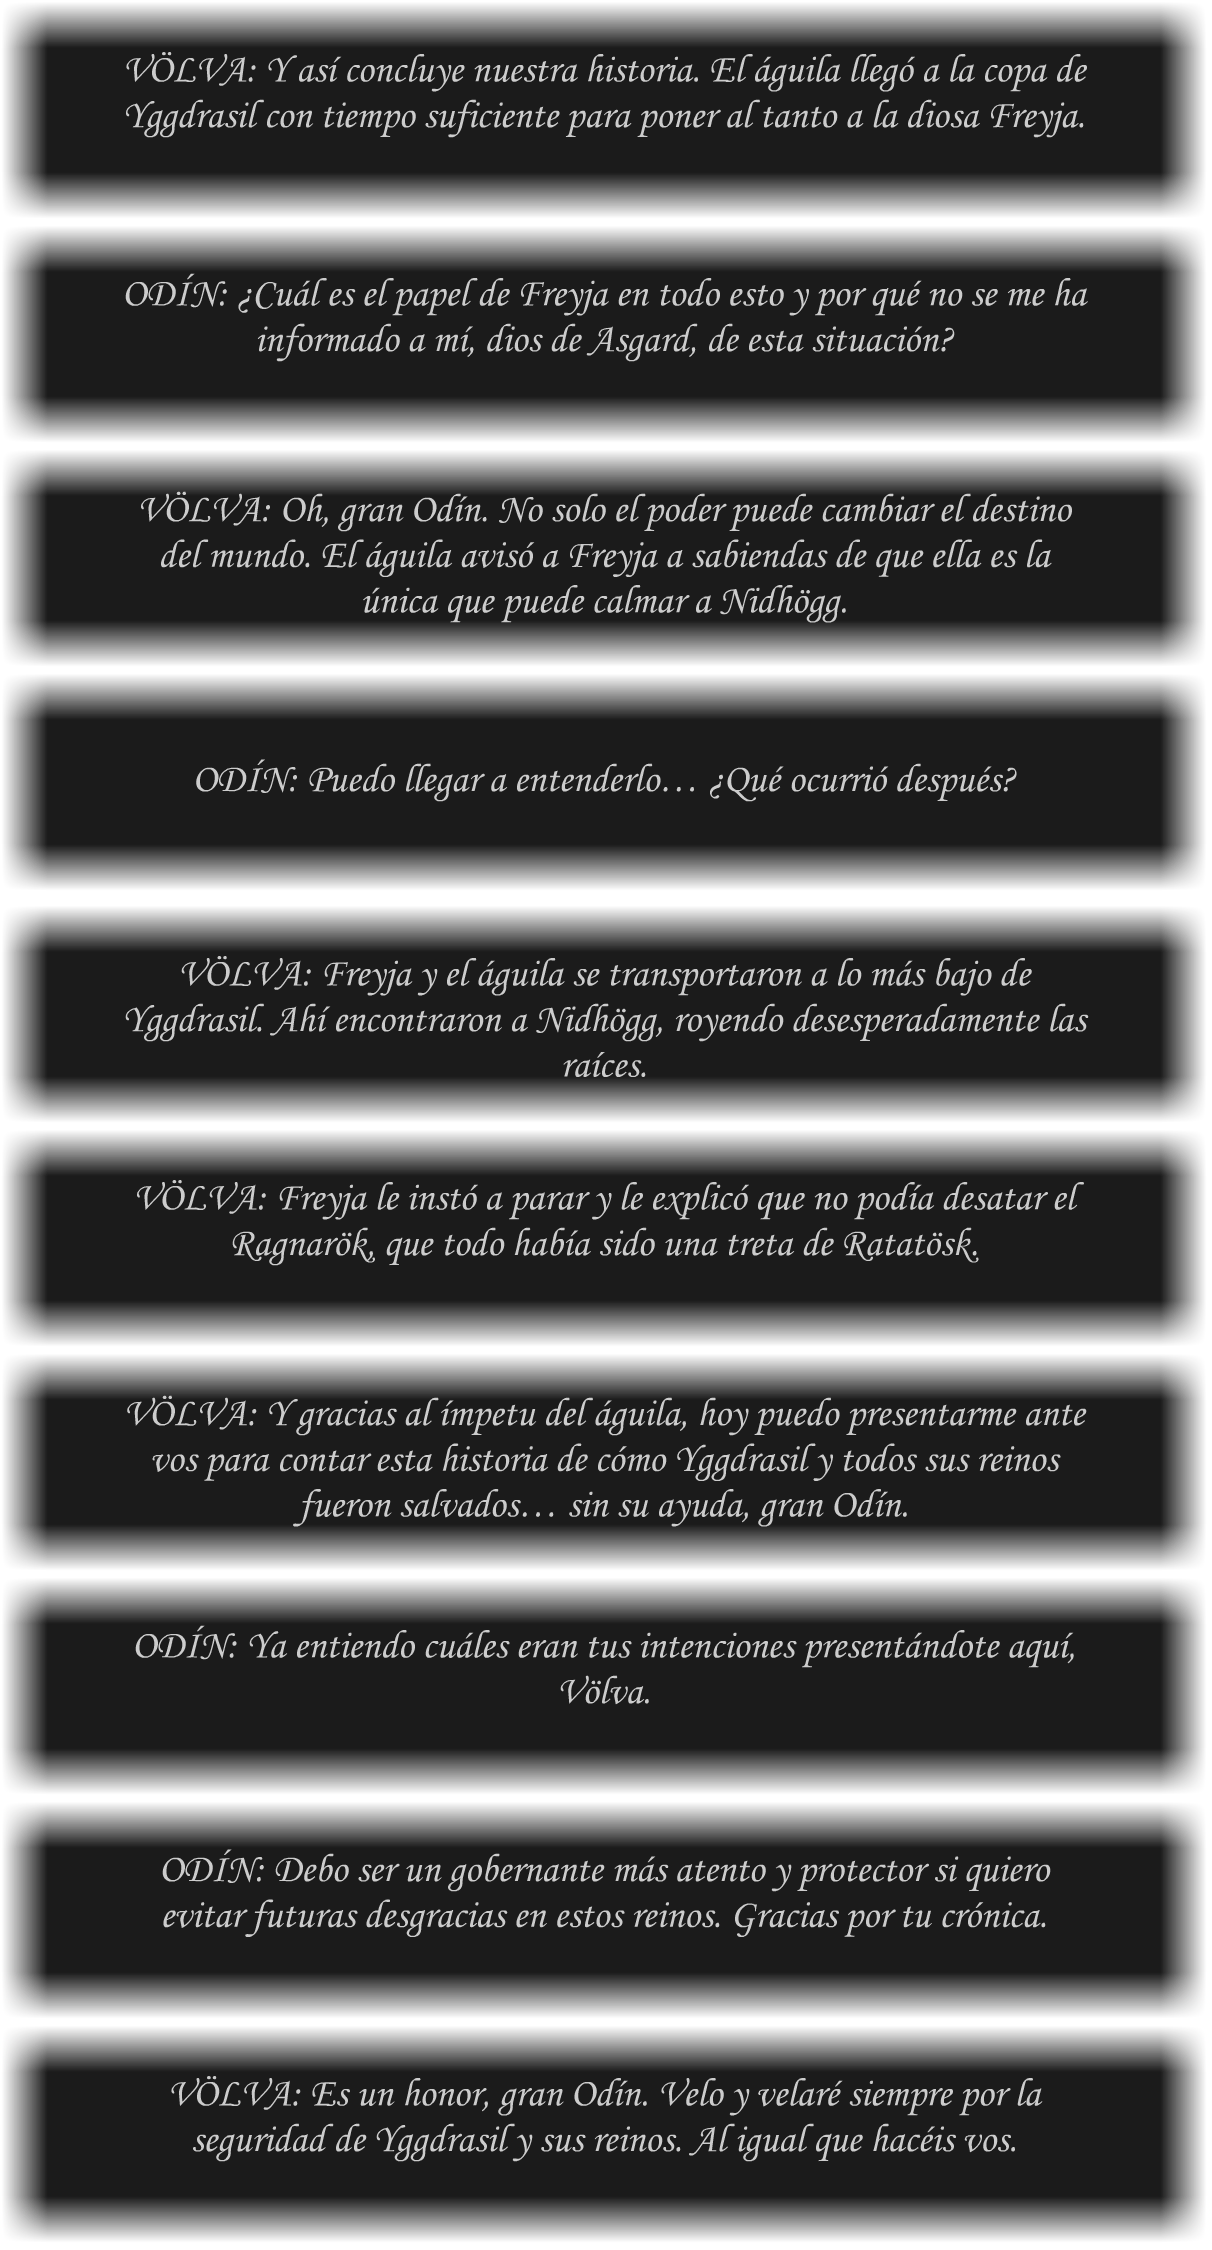 VÖLVA: Y así concluye nuestra historia. El águila llegó a la copa de
Yggdrasil con tiempo suficiente para poner al tanto a la diosa Freyja.
ODÍN: ¿Cuál es el papel de Freyja en todo esto y por qué no se me ha
informado a mí, dios de Asgard, de esta situación?
VÖLVA: Oh, gran Odín. No solo el poder puede cambiar el destino
del mundo. El águila avisó a Freyja a sabiendas de que ella es la
única que puede calmar a Nidhögg.
ODÍN: Puedo llegar a entenderlo... ¿Qué ocurrió después?
VÖLVA: Freyja y el águila se transportaron a lo más bajo de
Yggdrasil. Ahí encontraron a Nidhögg, royendo desesperadamente las
raíces.
VÖLVA: Freyja le instó a parar y le explicó que no podía desatar el
Ragnarök, que todo había sido una treta de Ratatösk.
VÖLVA: Y gracias al ímpetu del águila, hoy puedo presentarme ante
vos para contar esta historia de cómo Yggdrasil y todos sus reinos
fueron salvados... sin su ayuda, gran Odín.
ODÍN: Ya entiendo cuáles eran tus intenciones presentándote aquí,
Völva.
ODÍN: Debo ser un gobernante más atento y protector si quiero
evitar futuras desgracias en estos reinos. Gracias por tu crónica.
VÖLVA: Es un honor, gran Odín. Velo y velaré siempre por la
seguridad de Yggdrasil y sus reinos. Al igual que hacéis vos.